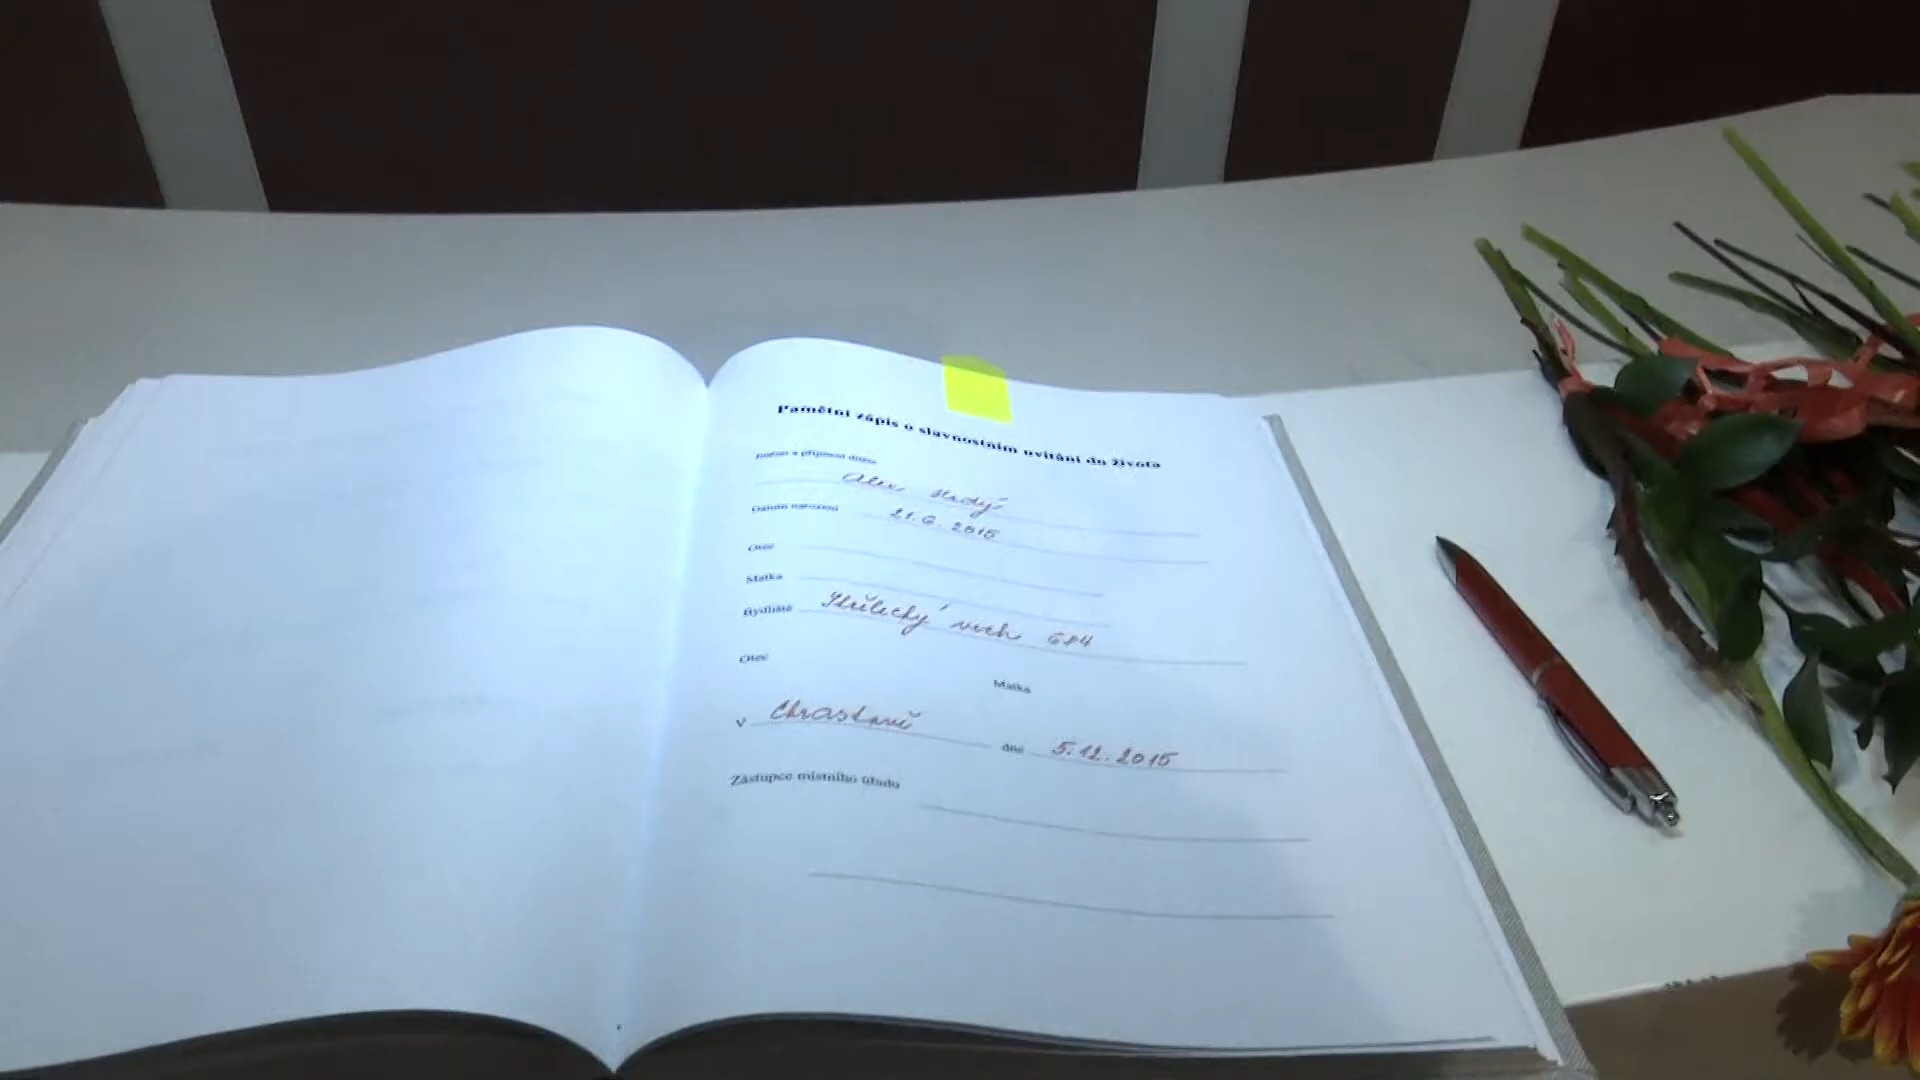 Pamětní zápis o slavnostním uvítání do života
Jméno a příjmení dítěte
Alex Hrdý
Datum narození 21. 6. 2015
Otec
Matka
Bydliště Střelecký vrch 684
Otec Matka
V Chrastavě dne 5.12.2015
Zástupce místního úřadu